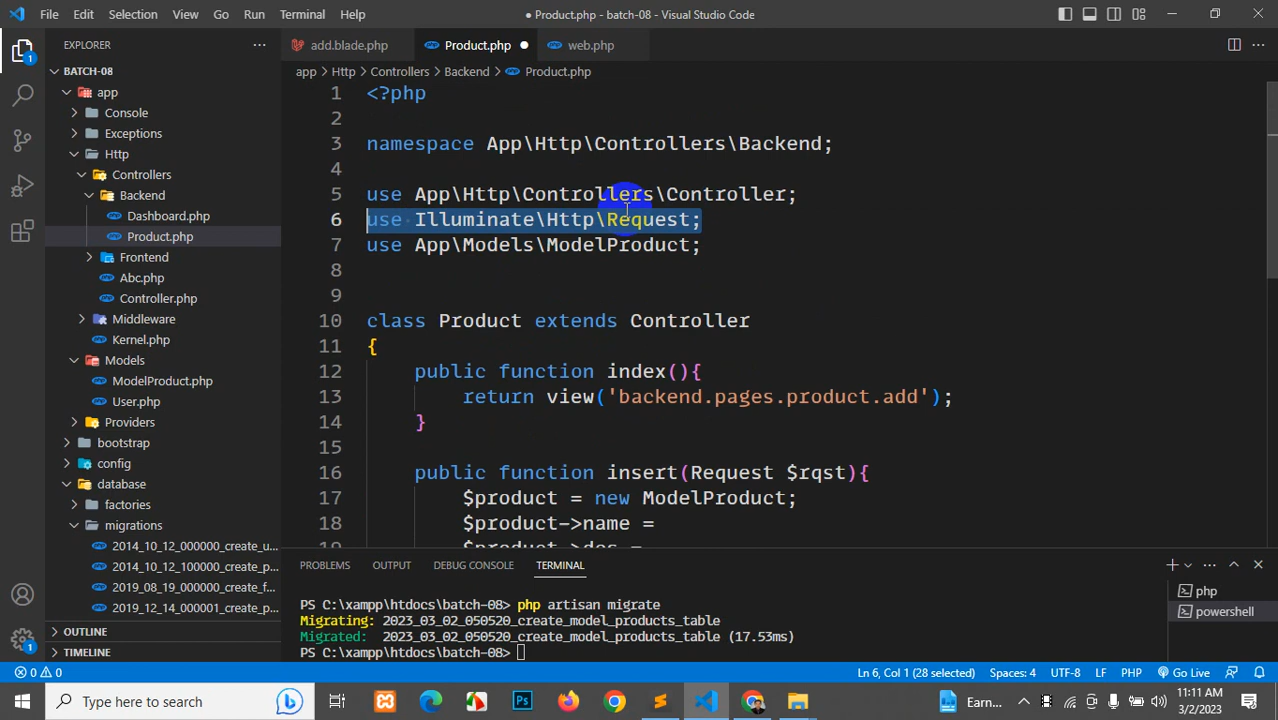 File Edit Selection View Go Run Terminal Help
● Product.php - batch-08 - Visual Studio Code
EXPLORER
BATCH-08
app
Console
Exceptions
Http
Controllers
Backend
Dashboard.php
Product.php
Frontend
Abc.php
Controller.php
Middleware
Kernel.php
Models
ModelProduct.php
User.php
Providers
bootstrap
config
database
factories
migrations
2014_10_12_000000_create_u...
2014_10_12_100000_create_p...
2019_08_19_000000_create_f...
2019_12_14_000001_create_p...
OUTLINE
TIMELINE
add.blade.php Product.php ● web.php
app > Http > Controllers > Backend > Product.php
1 <?php
2
3 namespace App\Http\Controllers\Backend;
4
5 use App\Http\Controllers\Controller;
6 use Illuminate\Http\Request;
7 use App\Models\ModelProduct;
8
9
10 class Product extends Controller
11 {
12 public function index(){
13 return view('backend.pages.product.add');
14 }
15
16 public function insert(Request $rqst){
17 $product = new ModelProduct;
18 $product->name =
19 $product->des =
PROBLEMS OUTPUT DEBUG CONSOLE TERMINAL
PS C:\xampp\htdocs\batch-08> php artisan migrate
Migrating: 2023_03_02_050520_create_model_products_table
Migrated: 2023_03_02_050520_create_model_products_table (17.53ms)
PS C:\xampp\htdocs\batch-08>
php
powershell
0 0 Ln 6, Col 1 (28 selected) Spaces: 4 UTF-8 LF PHP Go Live
Type here to search
Earn...
11:11 AM
3/2/2023